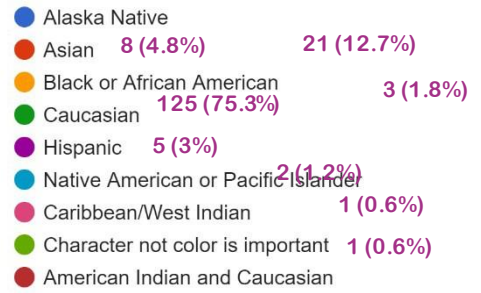 Alaska Native
Asian 8 (4.8%) 21 (12.7%)
Black or African American 3 (1.8%)
Caucasian 125 (75.3%)
Hispanic 5 (3%)
Native American or Pacific Islander 2 (1.2%)
Caribbean/West Indian 1 (0.6%)
Character not color is important 1 (0.6%)
American Indian and Caucasian